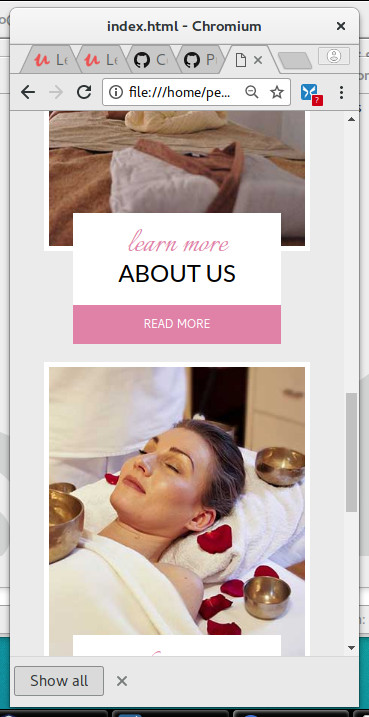 index.html - Chromium
Le
Le
C
P
file:///home/pe...
?
learn more
ABOUT US
READ MORE
Show all